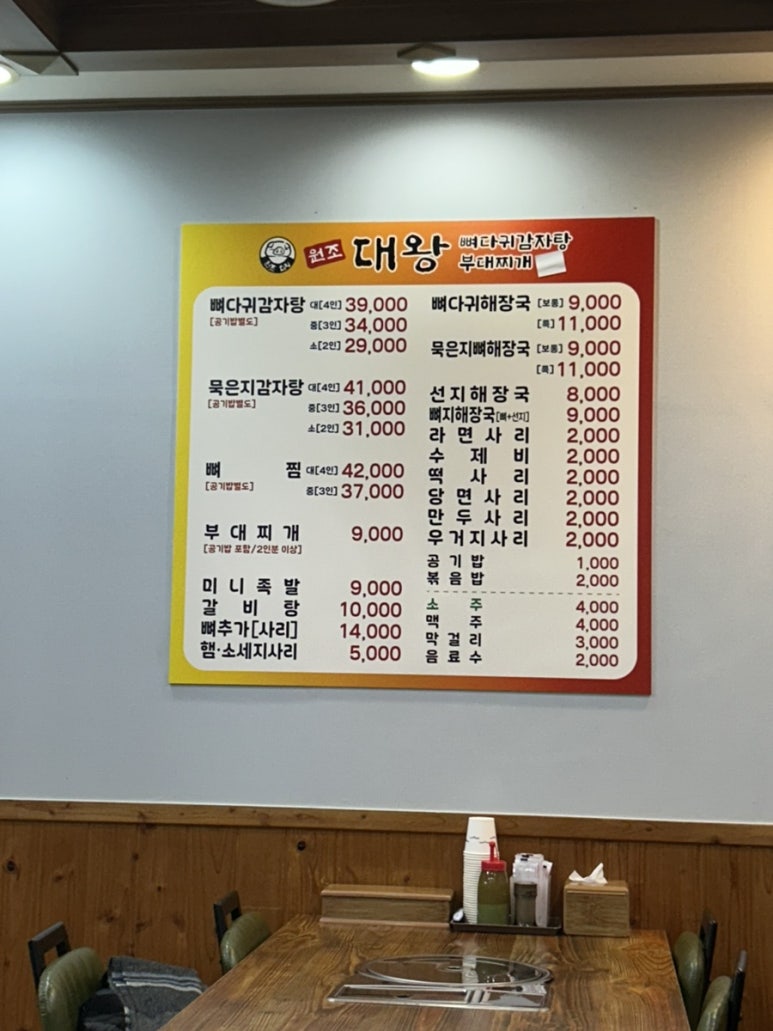 원조 대왕 뼈다귀감자탕
부대찌개
뼈다귀감자탕 대[4인] 39,000
[공기밥별도] 중[3인] 34,000
소[2인] 29,000
묵은지감자탕 대[4인] 41,000
[공기밥별도] 중[3인] 36,000
소[2인] 31,000
뼈찜 대[4인] 42,000
[공기밥별도] 중[3인] 37,000
부대찌개 9,000
[공기밥 포함/2인분 이상]
미니족발 9,000
갈비탕 10,000
뼈추가[사리] 14,000
햄·소세지사리 5,000
뼈다귀해장국 [보통] 9,000
[특] 11,000
묵은지뼈해장국 [보통] 9,000
[특] 11,000
선지해장국 8,000
뼈지해장국[뼈+선지] 9,000
라면사리 2,000
수제비 2,000
떡사리 2,000
당면사리 2,000
만두사리 2,000
우거지사리 2,000
공기밥 1,000
볶음밥 2,000
소주 4,000
맥주 4,000
막걸리 3,000
음료수 2,000